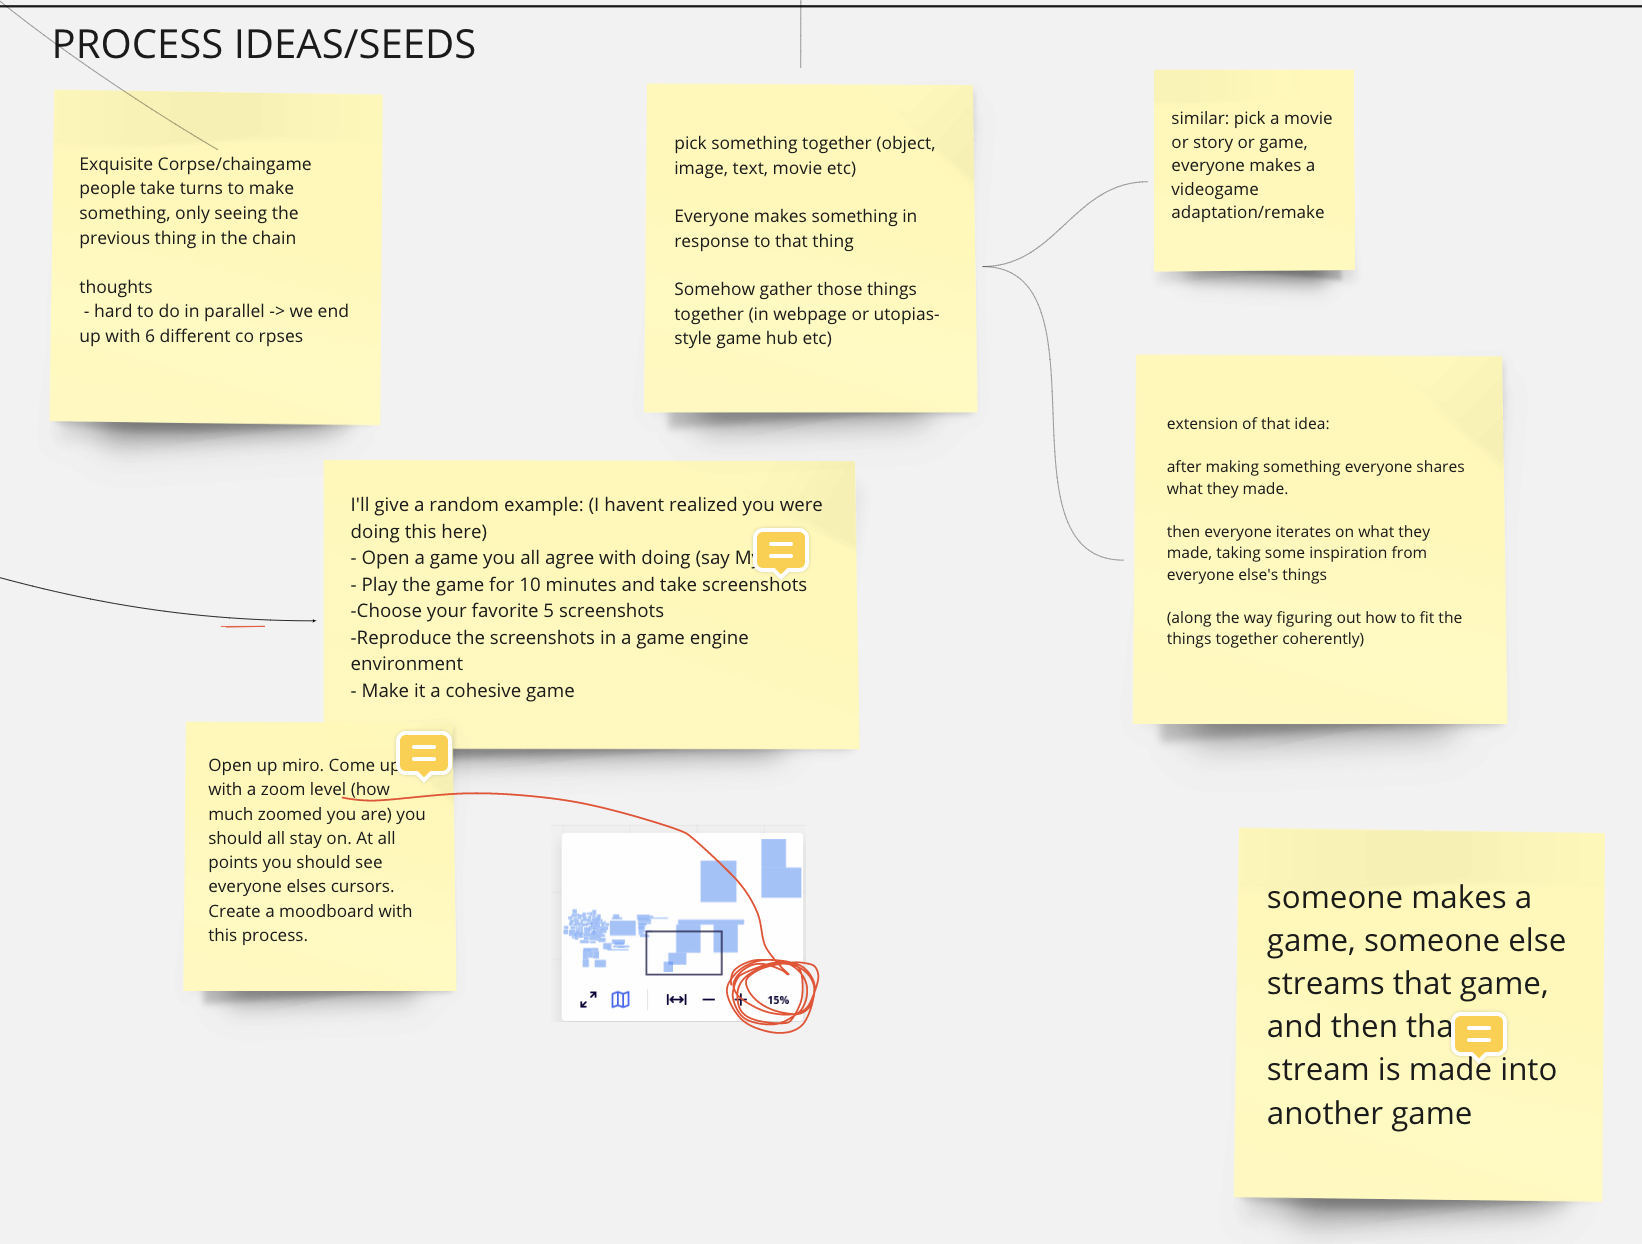 PROCESS IDEAS/SEEDS
Exquisite Corpse/chaingame
people take turns to make
something, only seeing the
previous thing in the chain
thoughts
- hard to do in parallel -> we end
up with 6 different co rpses
pick something together (object,
image, text, movie etc)
Everyone makes something in
response to that thing
Somehow gather those things
together (in webpage or utopias-
style game hub etc)
similar: pick a movie
or story or game,
everyone makes a
videogame
adaptation/remake
extension of that idea:
after making something everyone shares
what they made.
then everyone iterates on what they
made, taking some inspiration from
everyone else's things
(along the way figuring out how to fit the
things together coherently)
I'll give a random example: (I havent realized you were
doing this here)
- Open a game you all agree with doing (say
- Play the game for 10 minutes and take screenshots
-Choose your favorite 5 screenshots
-Reproduce the screenshots in a game engine
environment
- Make it a cohesive game
Open up miro. Come up
with a zoom level (how
much zoomed you are) you
should all stay on. At all
points you should see
everyone elses cursors.
Create a moodboard with
this process.
15%
someone makes a
game, someone else
streams that game,
and then
stream is made into
another game